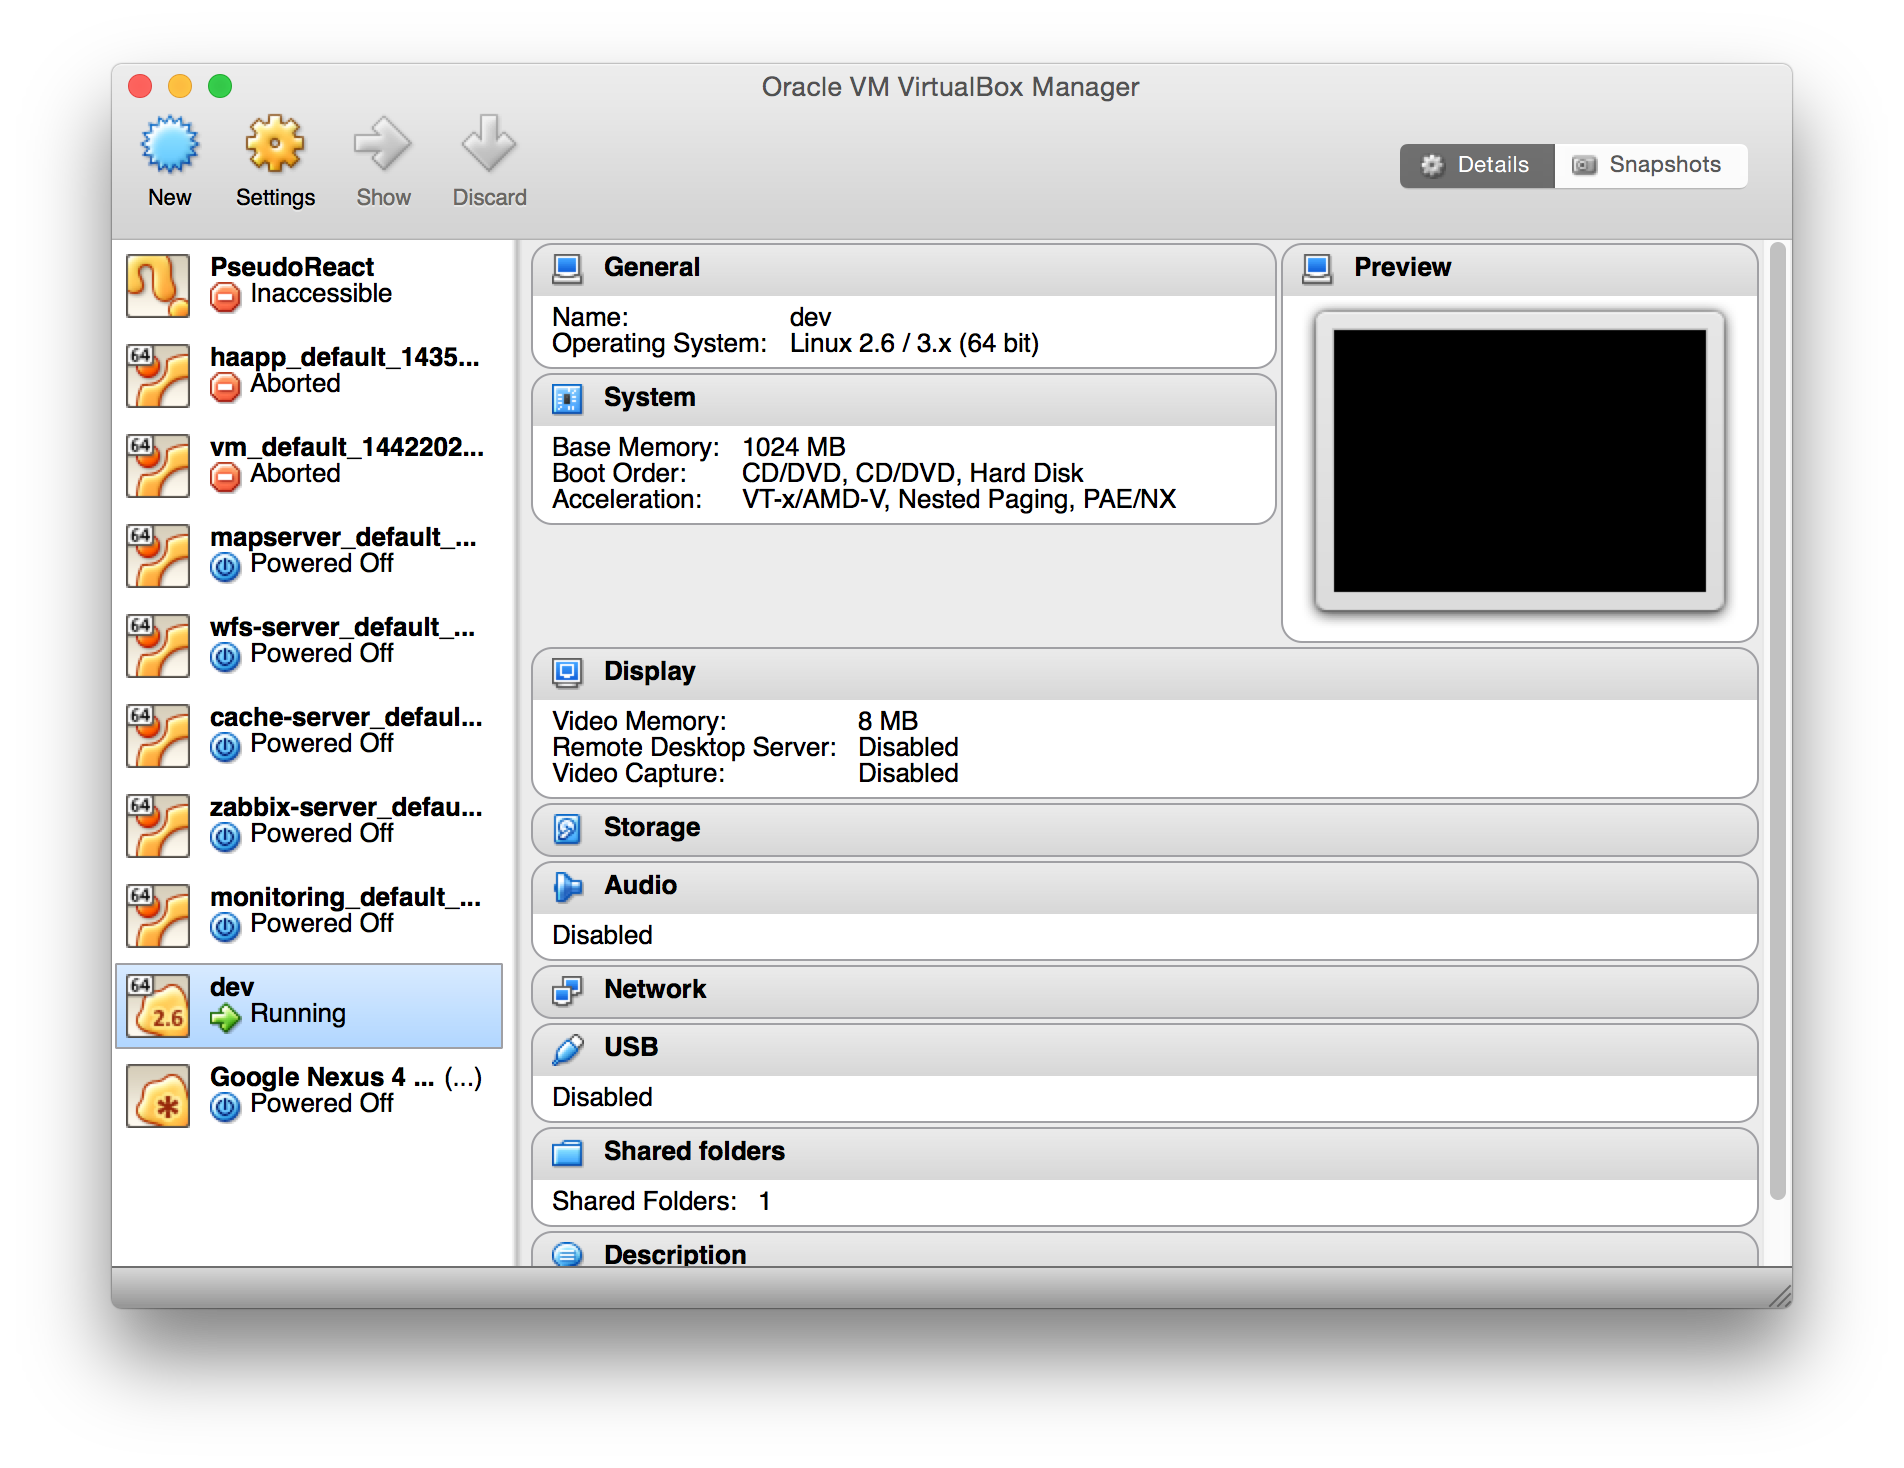 Oracle VM VirtualBox Manager
New
Settings
Show
Discard
Details
Snapshots
PseudoReact
Inaccessible
64
haapp_default_1435...
Aborted
64
vm_default_1442202...
Aborted
64
mapserver_default_...
Powered Off
64
wfs-server_default_...
Powered Off
64
cache-server_defaul...
Powered Off
64
zabbix-server_defau...
Powered Off
64
monitoring_default_...
Powered Off
64
2.6
dev
Running
Google Nexus 4 ... (...)
Powered Off
General
Name: dev
Operating System: Linux 2.6 / 3.x (64 bit)
System
Base Memory: 1024 MB
Boot Order: CD/DVD, CD/DVD, Hard Disk
Acceleration: VT-x/AMD-V, Nested Paging, PAE/NX
Preview
Display
Video Memory: 8 MB
Remote Desktop Server: Disabled
Video Capture: Disabled
Storage
Audio
Disabled
Network
USB
Disabled
Shared folders
Shared Folders: 1
Description